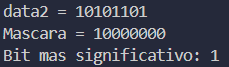 data2 = 10101101
Mascara = 10000000
Bit mas significativo: 1